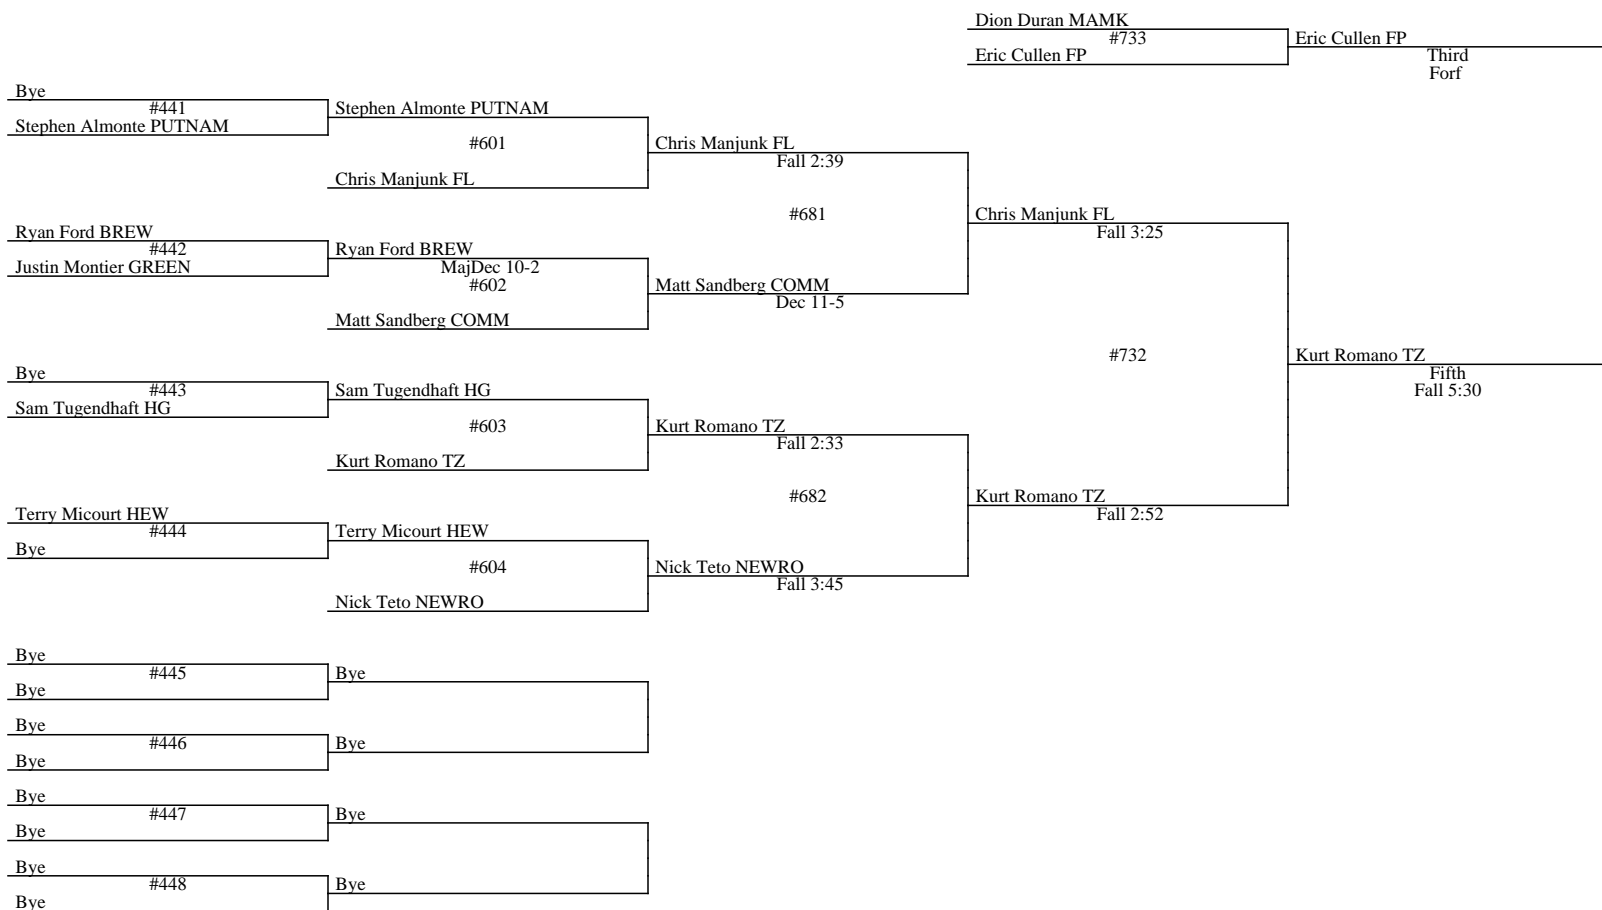 Dion Duran MAMK
#733
Eric Cullen FP
Eric Cullen FP
Third
Forf
Bye
#441
Stephen Almonte PUTNAM
Stephen Almonte PUTNAM
#601
Chris Manjunk FL
Chris Manjunk FL
Fall 2:39
#681
Ryan Ford BREW
#442
Justin Montier GREEN
Ryan Ford BREW
MajDec 10-2
#602
Matt Sandberg COMM
Matt Sandberg COMM
Dec 11-5
Chris Manjunk FL
Fall 3:25
#732
Kurt Romano TZ
Fifth
Fall 5:30
Bye
#443
Sam Tugendhaft HG
Sam Tugendhaft HG
#603
Kurt Romano TZ
Kurt Romano TZ
Fall 2:33
#682
Kurt Romano TZ
Fall 2:52
Terry Micourt HEW
#444
Bye
Terry Micourt HEW
#604
Nick Teto NEWRO
Nick Teto NEWRO
Fall 3:45
Bye
#445
Bye
Bye
Bye
#446
Bye
Bye
Bye
#447
Bye
Bye
Bye
#448
Bye
Bye